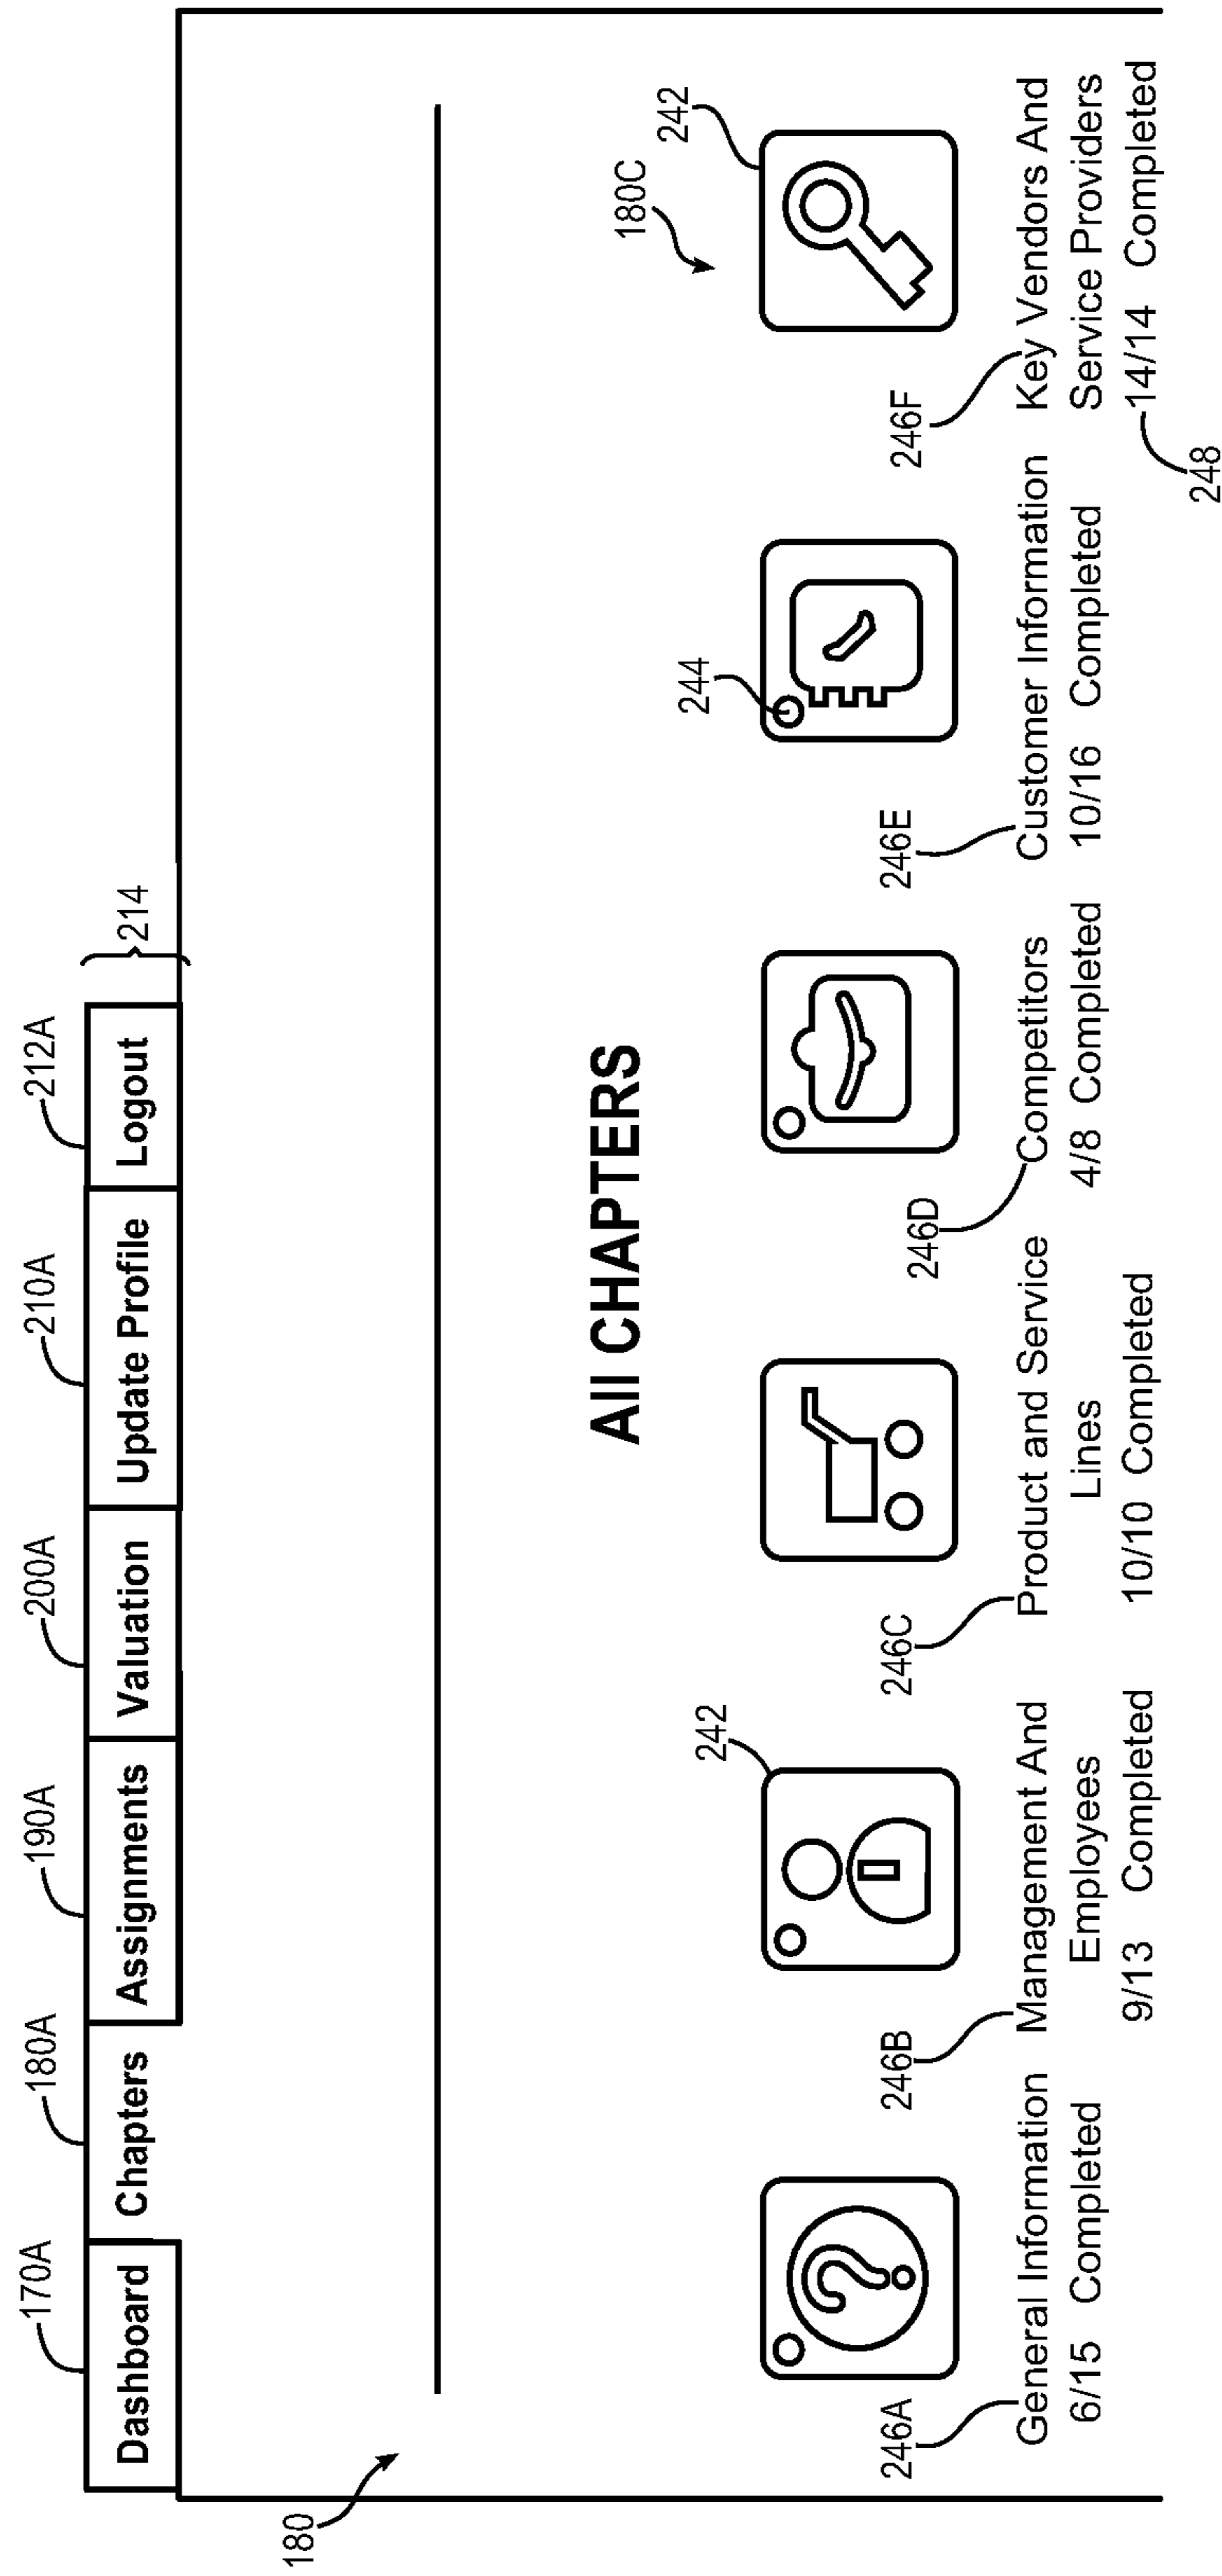 170A
180A
190A
200A
210A
212A
Dashboard
Chapters
Assignments
Valuation
Update Profile
Logout
214
180
All CHAPTERS
180C
242
244
242
246A
General Information
6/15 Completed
246B
Management And
Employees
9/13 Completed
246C
Product and Service
Lines
10/10 Completed
246D
Competitors
4/8 Completed
246E
Customer Information
10/16 Completed
246F
Key Vendors And
Service Providers
14/14 Completed
248